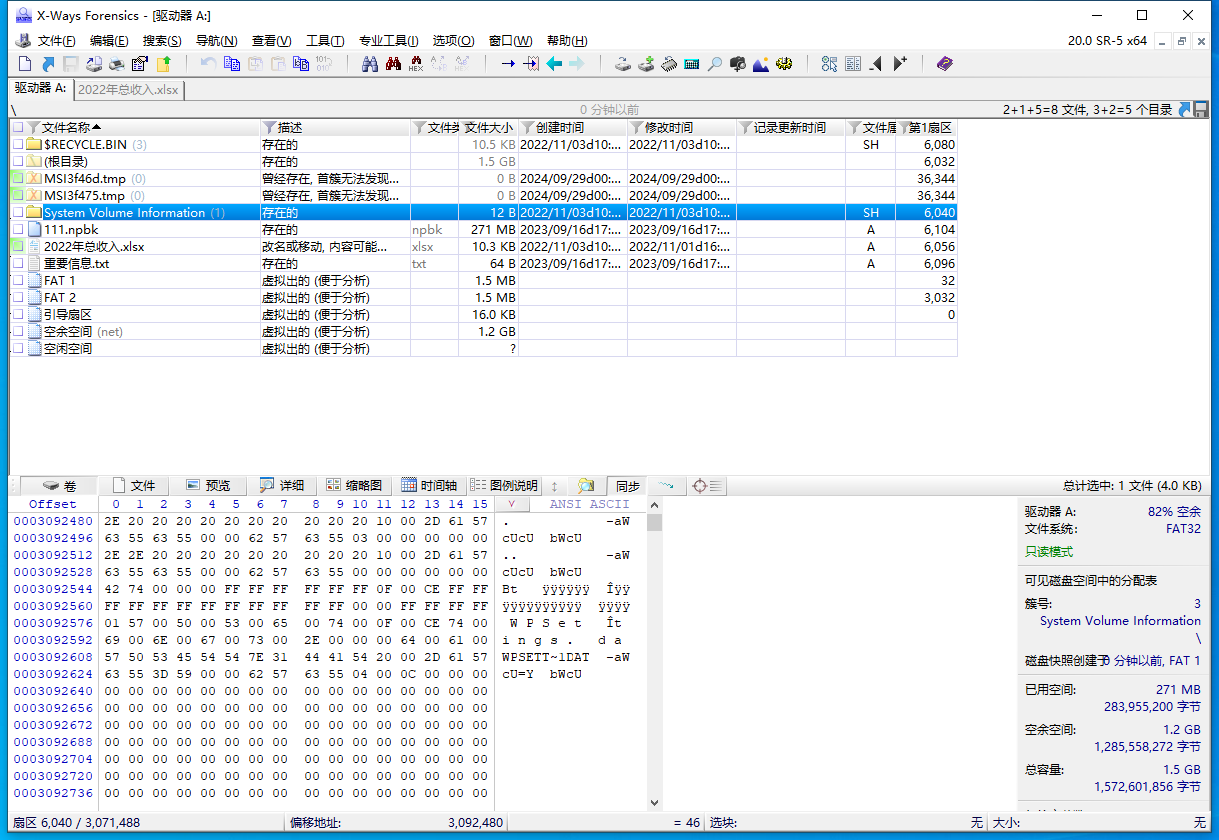 X-Ways Forensics - [驱动器 A:]
文件(F) 编辑(E) 搜索(S) 导航(N) 查看(V) 工具(T) 专业工具(I) 选项(O) 窗口(W) 帮助(H) 20.0 SR-5 x64
驱动器 A: 2022年总收入.xlsx
\ 0 分钟以前 2+1+5=8 文件, 3+2=5 个目录
文件名称 描述 文件类 文件大小 创建时间 修改时间 记录更新时间 文件属 第1扇区
$RECYCLE.BIN (3) 存在的 10.5 KB 2022/11/03d10:... 2022/11/03d10:... SH 6,080
(根目录) 存在的 1.5 GB 6,032
MSI3f46d.tmp (0) 曾经存在, 首簇无法发现... 0 B 2024/09/29d00:... 2024/09/29d00:... 36,344
MSI3f475.tmp (0) 曾经存在, 首簇无法发现... 0 B 2024/09/29d00:... 2024/09/29d00:... 36,344
System Volume Information (1) 存在的 12 B 2022/11/03d10:... 2022/11/03d10:... SH 6,040
111.npbk 存在的 npbk 271 MB 2023/09/16d17:... 2023/09/16d17:... A 6,104
2022年总收入.xlsx 改名或移动, 内容可能... xlsx 10.3 KB 2022/11/03d10:... 2022/11/01d16:... A 6,056
重要信息.txt 存在的 txt 64 B 2023/09/16d17:... 2023/09/16d17:... A 6,096
FAT 1 虚拟出的 (便于分析) 1.5 MB 32
FAT 2 虚拟出的 (便于分析) 1.5 MB 3,032
引导扇区 虚拟出的 (便于分析) 16.0 KB 0
空余空间 (net) 虚拟出的 (便于分析) 1.2 GB
空闲空间 虚拟出的 (便于分析) ?
卷 文件 预览 详细 缩略图 时间轴 图例说明 同步 总计选中: 1 文件 (4.0 KB)
Offset 0 1 2 3 4 5 6 7 8 9 10 11 12 13 14 15 ANSI ASCII
0003092480 2E 20 20 20 20 20 20 20 20 20 20 10 00 2D 61 57 . -aW
0003092496 63 55 63 55 00 00 62 57 63 55 03 00 00 00 00 00 cUcU bWcU
0003092512 2E 2E 20 20 20 20 20 20 20 20 20 10 00 2D 61 57 .. -aW
0003092528 63 55 63 55 00 00 62 57 63 55 00 00 00 00 00 00 cUcU bWcU
0003092544 42 74 00 00 00 FF FF FF FF FF FF 0F 00 CE FF FF Bt ÿÿÿÿÿÿ Îÿÿ
0003092560 FF FF FF FF FF FF FF FF FF FF 00 00 FF FF FF FF ÿÿÿÿÿÿÿÿÿÿ ÿÿÿÿ
0003092576 01 57 00 50 00 53 00 65 00 74 00 0F 00 CE 74 00 W P S e t Ît
0003092592 69 00 6E 00 67 00 73 00 2E 00 00 00 64 00 61 00 i n g s . d a
0003092608 57 50 53 45 54 54 7E 31 44 41 54 20 00 2D 61 57 WPSETT~1DAT -aW
0003092624 63 55 3D 59 00 00 62 57 63 55 04 00 0C 00 00 00 cU=Y bWcU
0003092640 00 00 00 00 00 00 00 00 00 00 00 00 00 00 00 00
0003092656 00 00 00 00 00 00 00 00 00 00 00 00 00 00 00 00
0003092672 00 00 00 00 00 00 00 00 00 00 00 00 00 00 00 00
0003092688 00 00 00 00 00 00 00 00 00 00 00 00 00 00 00 00
0003092704 00 00 00 00 00 00 00 00 00 00 00 00 00 00 00 00
0003092720 00 00 00 00 00 00 00 00 00 00 00 00 00 00 00 00
0003092736 00 00 00 00 00 00 00 00 00 00 00 00 00 00 00 00
驱动器 A: 82% 空余
文件系统: FAT32
只读模式
可见磁盘空间中的分配表
簇号: 3
System Volume Information
\
磁盘快照创建于0 分钟以前, FAT 1
已用空间: 271 MB
283,955,200 字节
空余空间: 1.2 GB
1,285,558,272 字节
总容量: 1.5 GB
1,572,601,856 字节
扇区 6,040 / 3,071,488 偏移地址: 3,092,480 = 46 选块: 无 大小: 无